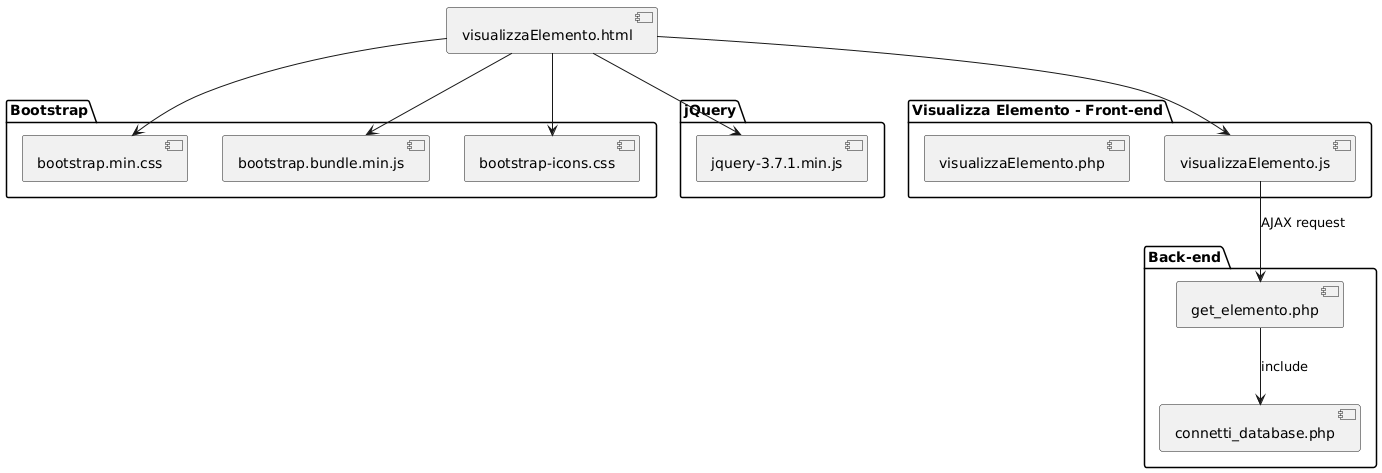 visualizzaElemento.html
Bootstrap
bootstrap.min.css
bootstrap.bundle.min.js
bootstrap-icons.css
jQuery
jquery-3.7.1.min.js
Visualizza Elemento - Front-end
visualizzaElemento.php
visualizzaElemento.js
AJAX request
Back-end
get_elemento.php
include
connetti_database.php